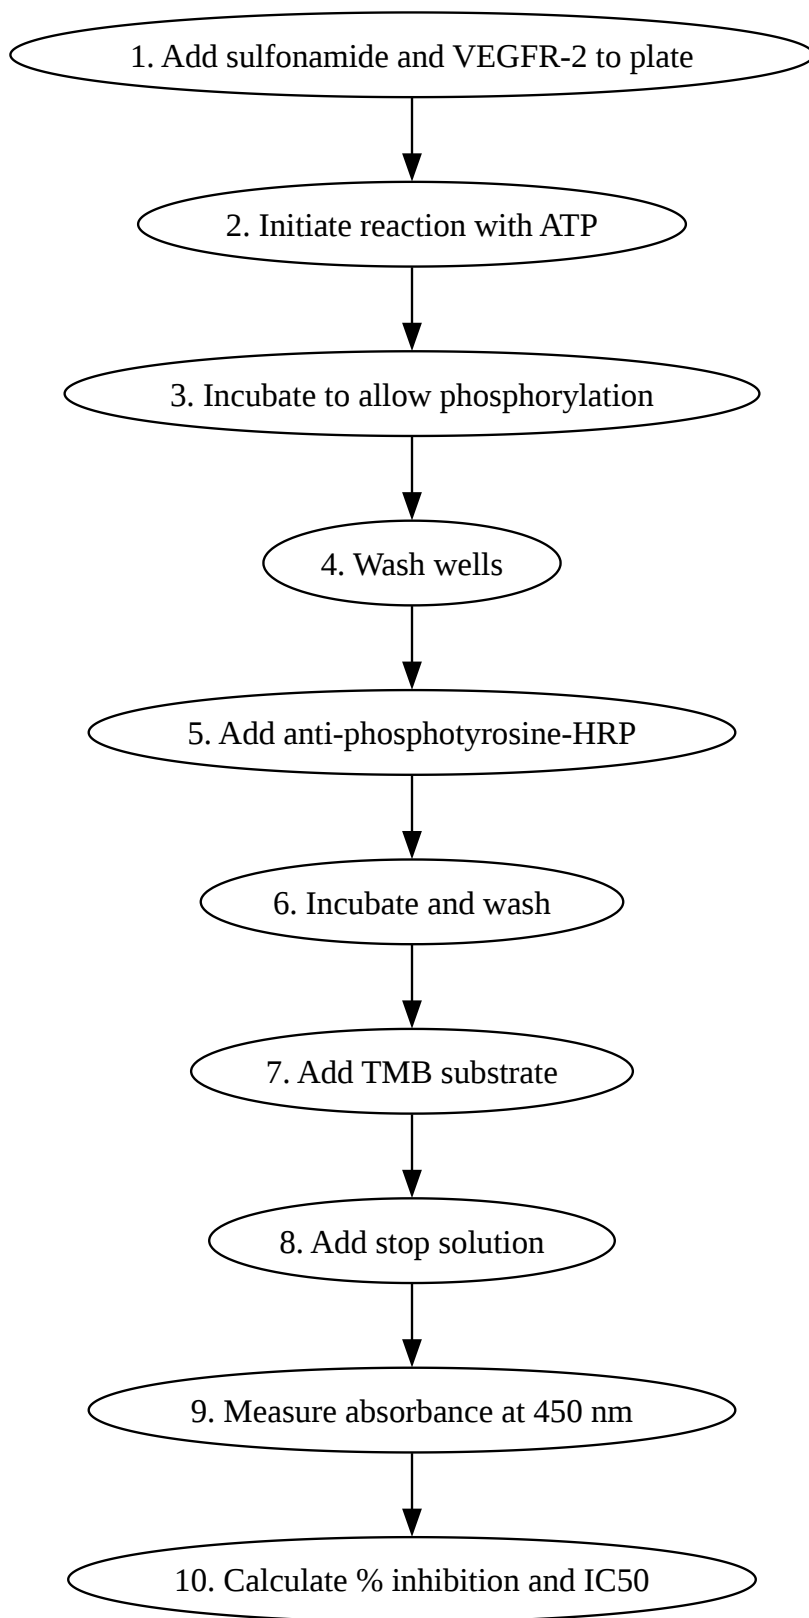 1. Add sulfonamide and VEGFR-2 to plate
2. Initiate reaction with ATP
3. Incubate to allow phosphorylation
4. Wash wells
5. Add anti-phosphotyrosine-HRP
6. Incubate and wash
7. Add TMB substrate
8. Add stop solution
9. Measure absorbance at 450 nm
10. Calculate % inhibition and IC50